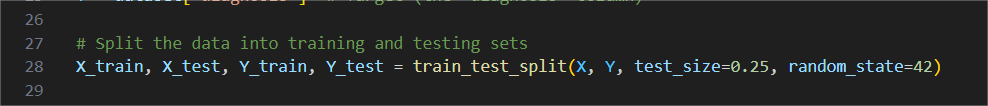 26
27 # Split the data into training and testing sets
28 X_train, X_test, Y_train, Y_test = train_test_split(X, Y, test_size=0.25, random_state=42)
29